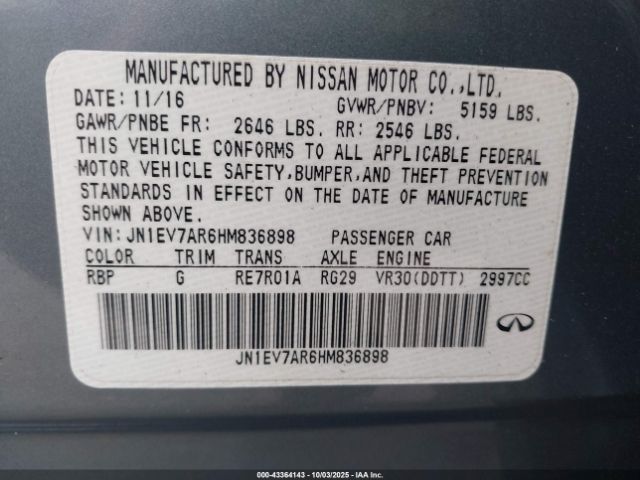 MANUFACTURED BY NISSAN MOTOR CO.,LTD.
DATE: 11/16 GVWR/PNBV: 5159 LBS.
GAWR/PNBE FR: 2646 LBS. RR: 2546 LBS.
THIS VEHICLE CONFORMS TO ALL APPLICABLE FEDERAL
MOTOR VEHICLE SAFETY,BUMPER,AND THEFT PREVENTION
STANDARDS IN EFFECT ON THE DATE OF MANUFACTURE
SHOWN ABOVE.
VIN:JN1EV7AR6HM836898 PASSENGER CAR
COLOR TRIM TRANS AXLE ENGINE
RBP G RE7R01A RG29 VR30(DDTT) 2997CC
JN1EV7AR6HM836898
000-43364143 - 10/03/2025 - IAA Inc.